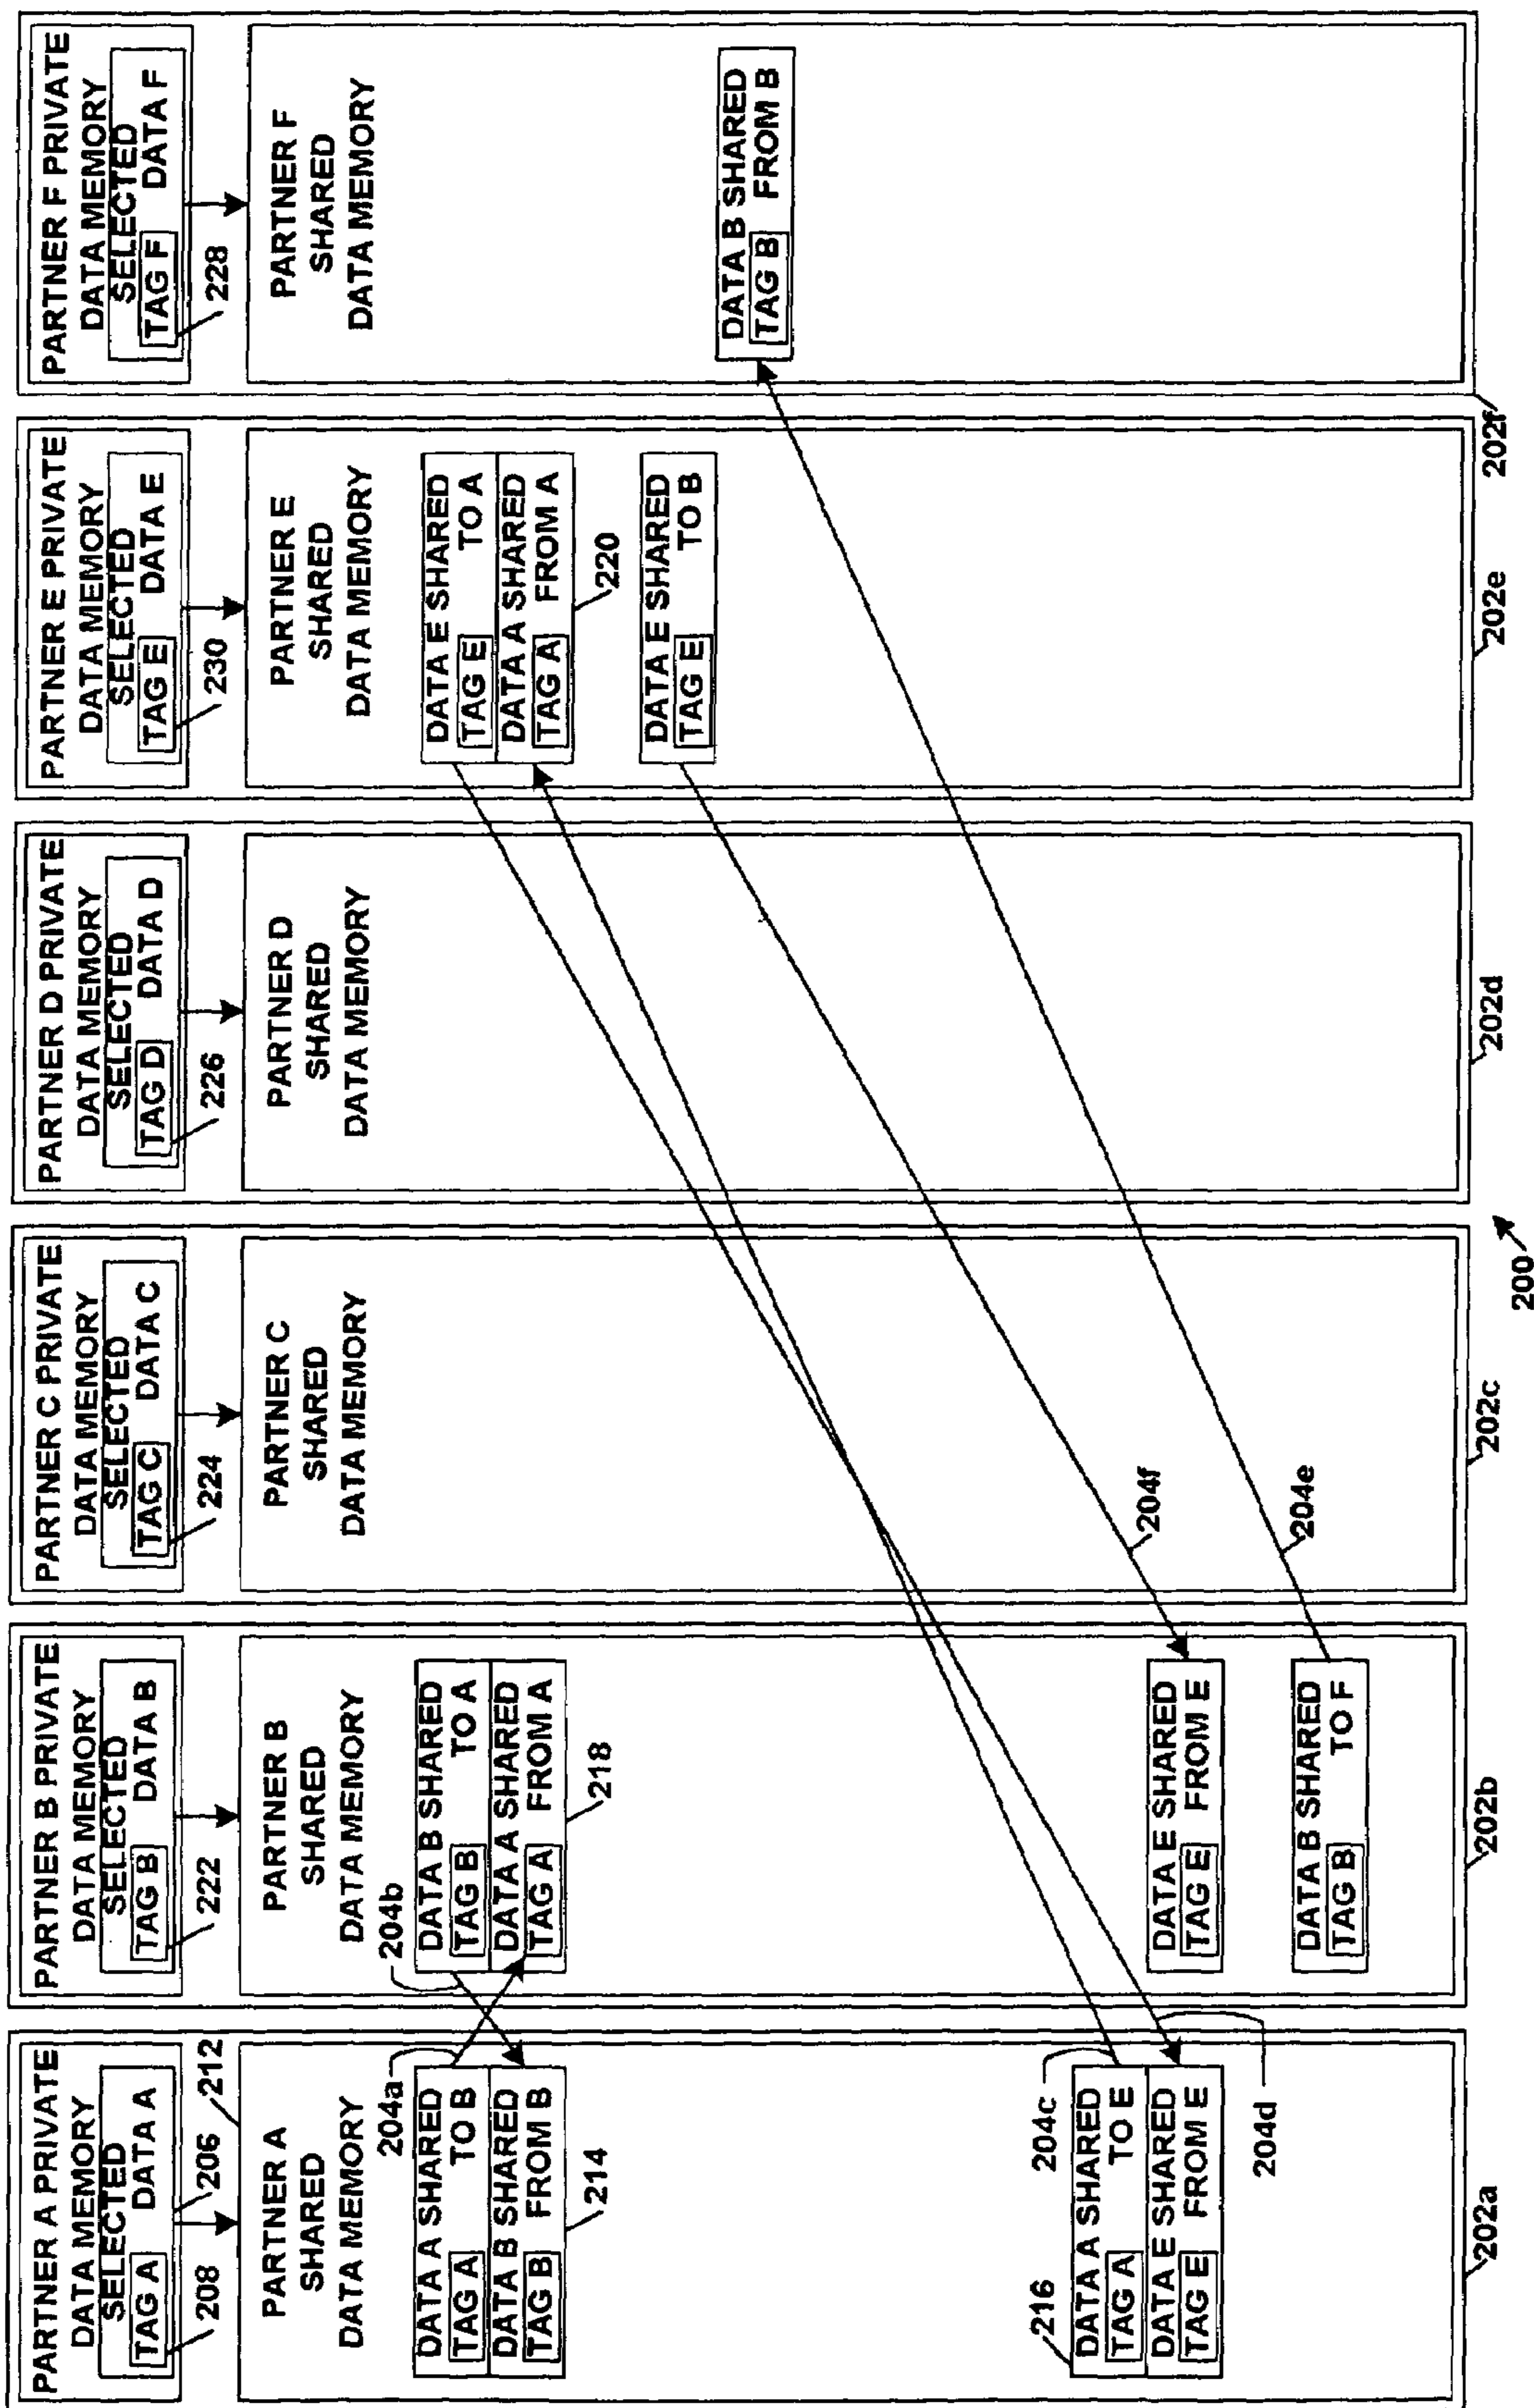 PARTNER A PRIVATE
DATA MEMORY
SELECTED
TAG A DATA A
208
206
212
PARTNER A
SHARED
DATA MEMORY
204a
DATA A SHARED
TAG A TO B
DATA B SHARED
TAG B FROM B
214
216
204c
DATA A SHARED
TAG A TO E
DATA E SHARED
TAG E FROM E
204d
202a
PARTNER B PRIVATE
DATA MEMORY
SELECTED
TAG B DATA B
222
PARTNER B
SHARED
DATA MEMORY
204b
DATA B SHARED
TAG B TO A
DATA A SHARED
TAG A FROM A
218
DATA E SHARED
TAG E FROM E
DATA B SHARED
TAG B TO F
202b
PARTNER C PRIVATE
DATA MEMORY
SELECTED
TAG C DATA C
224
PARTNER C
SHARED
DATA MEMORY
204f
204e
202c
200
PARTNER D PRIVATE
DATA MEMORY
SELECTED
TAG D DATA D
226
PARTNER D
SHARED
DATA MEMORY
202d
PARTNER E PRIVATE
DATA MEMORY
SELECTED
TAG E DATA E
230
PARTNER E
SHARED
DATA MEMORY
DATA E SHARED
TAG E TO A
DATA A SHARED
TAG A FROM A
220
DATA E SHARED
TAG E TO B
202e
PARTNER F PRIVATE
DATA MEMORY
SELECTED
TAG F DATA F
228
PARTNER F
SHARED
DATA MEMORY
DATA B SHARED
TAG B FROM B
202f